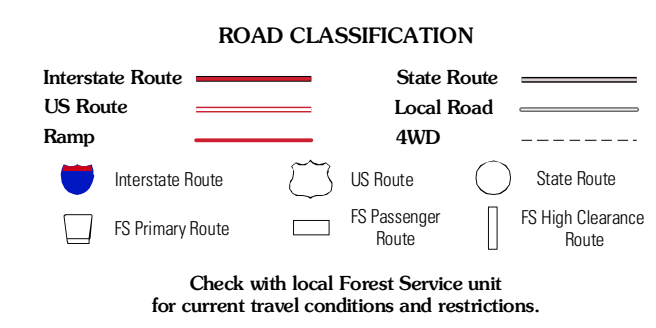 ROAD CLASSIFICATION
Interstate Route
State Route
US Route
Local Road
Ramp
4WD
Interstate Route
US Route
State Route
FS Primary Route
FS Passenger
Route
FS High Clearance
Route
Check with local Forest Service unit
for current travel conditions and restrictions.